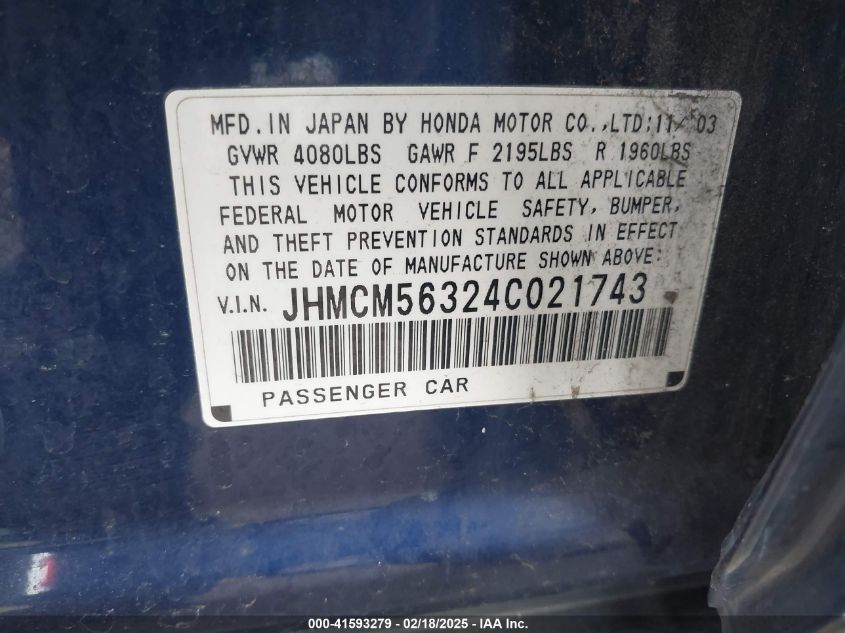 MFD. IN JAPAN BY HONDA MOTOR CO., LTD; 11/03
GVWR 4080LBS GAWR F 2195LBS R 1960LBS
THIS VEHICLE CONFORMS TO ALL APPLICABLE
FEDERAL MOTOR VEHICLE SAFETY, BUMPER,
AND THEFT PREVENTION STANDARDS IN EFFECT
ON THE DATE OF MANUFACTURE SHOWN ABOVE:
V.I.N. JHMCM56324C021743
PASSENGER CAR
000-41593279 - 02/18/2025 - IAA Inc.